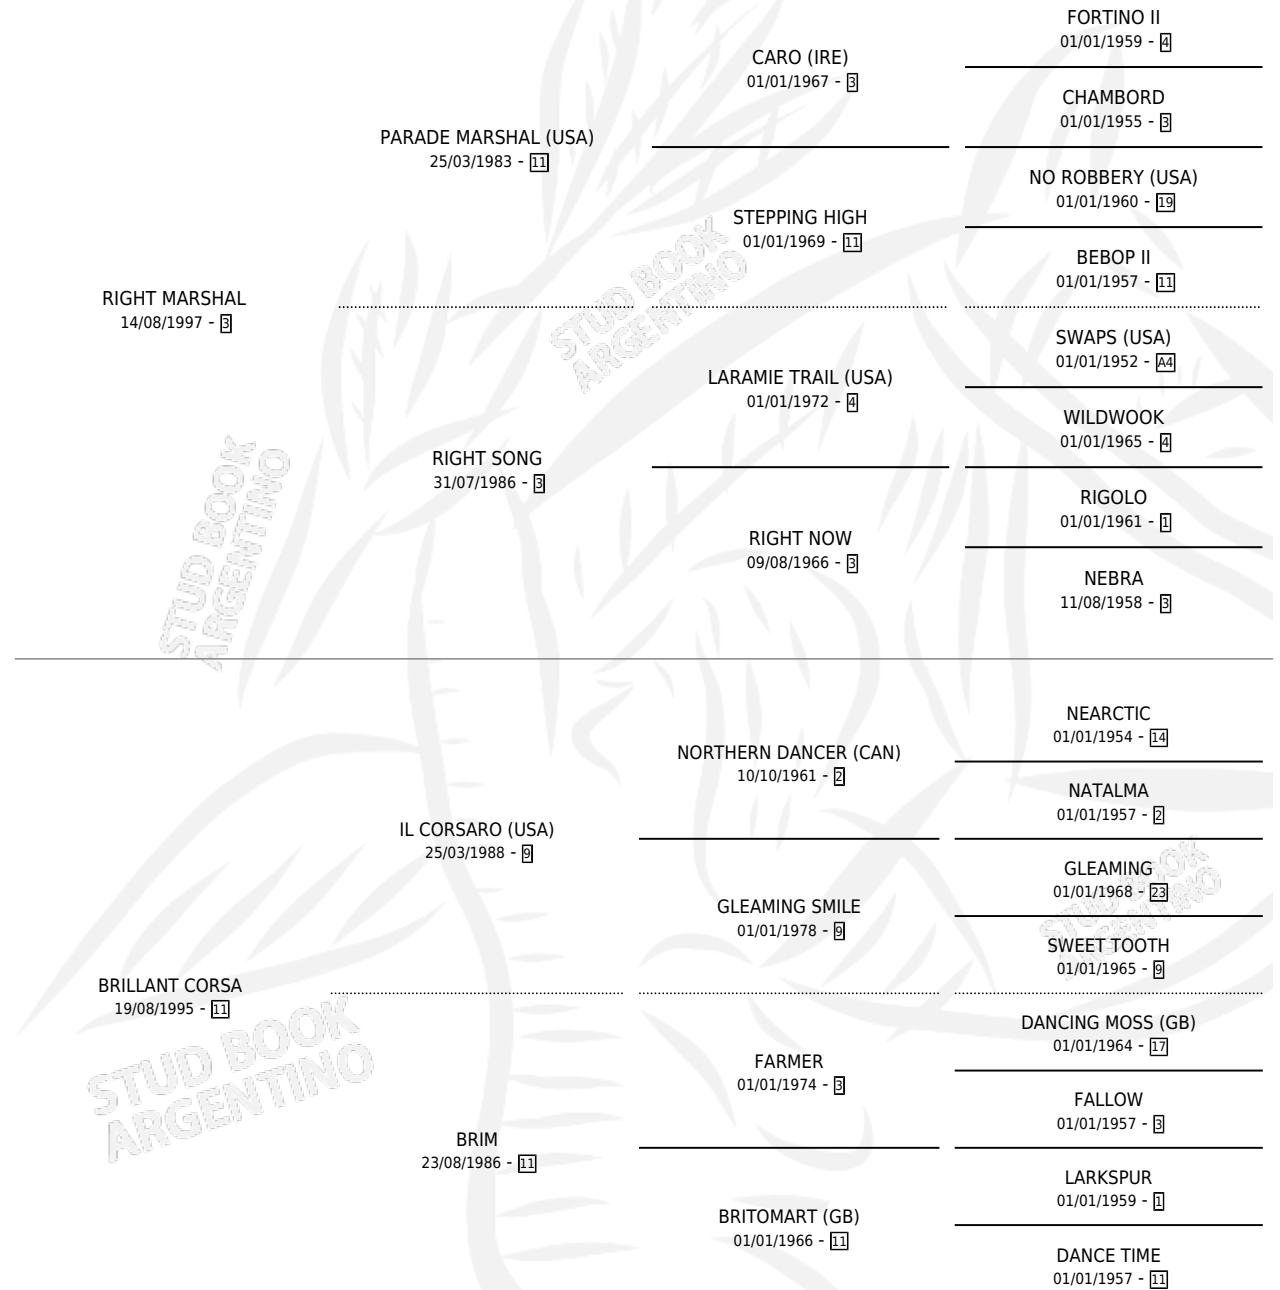 FORTINO II
01/01/1959 - 4
CARO (IRE)
01/01/1967 - 3
CHAMBORD
01/01/1955 - 3
PARADE MARSHAL (USA)
25/03/1983 - 11
NO ROBBERY (USA)
01/01/1960 - 19
STEPPING HIGH
01/01/1969 - 11
BEBOP II
01/01/1957 - 11
RIGHT MARSHAL
14/08/1997 - 3
SWAPS (USA)
01/01/1952 - A4
LARAMIE TRAIL (USA)
01/01/1972 - 4
WILDWOOK
01/01/1965 - 4
RIGHT SONG
31/07/1986 - 3
RIGOLO
01/01/1961 - 1
RIGHT NOW
09/08/1966 - 3
NEBRA
11/08/1958 - 3
STUD BOOK
ARGENTINO
STUD BOOK
ARGENTINO
NEARCTIC
01/01/1954 - 14
NORTHERN DANCER (CAN)
10/10/1961 - 2
NATALMA
01/01/1957 - 2
IL CORSARO (USA)
25/03/1988 - 9
GLEAMING
01/01/1968 - 23
GLEAMING SMILE
01/01/1978 - 9
SWEET TOOTH
01/01/1965 - 9
BRILLANT CORSA
19/08/1995 - 11
DANCING MOSS (GB)
01/01/1964 - 17
FARMER
01/01/1974 - 3
FALLOW
01/01/1957 - 3
BRIM
23/08/1986 - 11
LARKSPUR
01/01/1959 - 1
BRITOMART (GB)
01/01/1966 - 11
DANCE TIME
01/01/1957 - 11
STUD BOOK
ARGENTINO
STUD BOOK
ARGENTINO